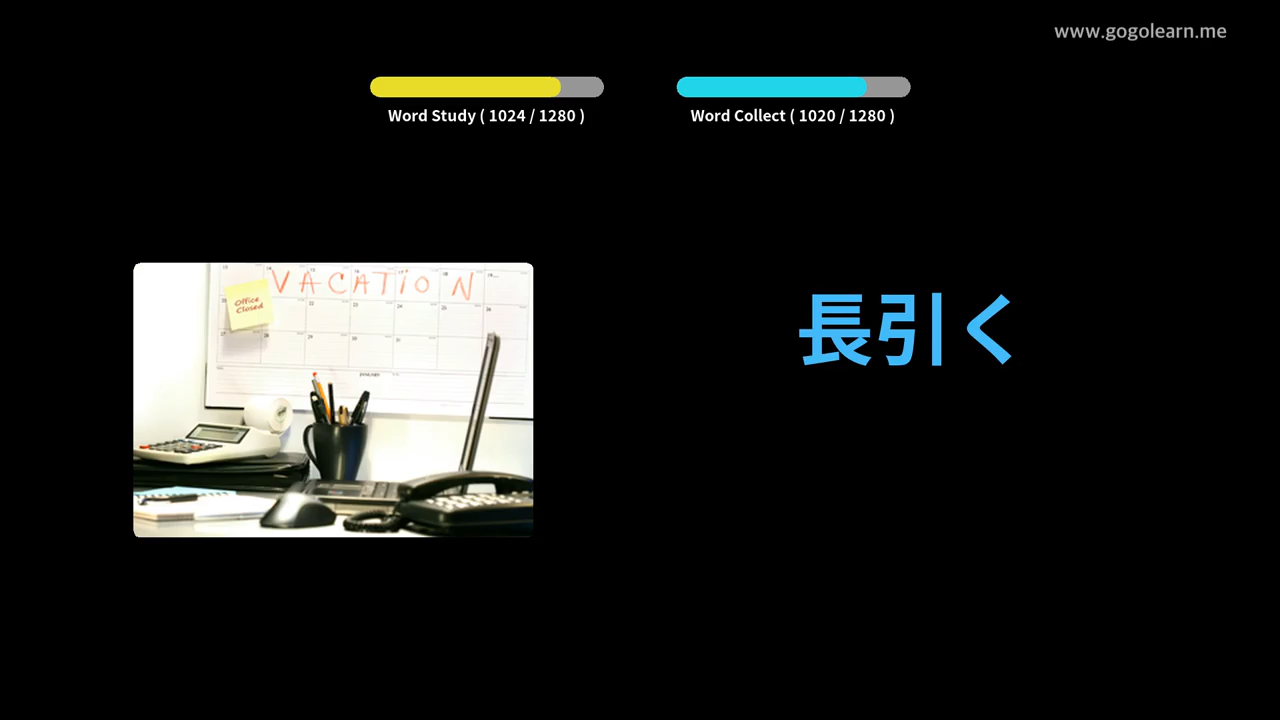 www.gogolearn.me
Word Study ( 1024 / 1280 )
Word Collect ( 1020 / 1280 )
VACATION
Office
Closed
長引く